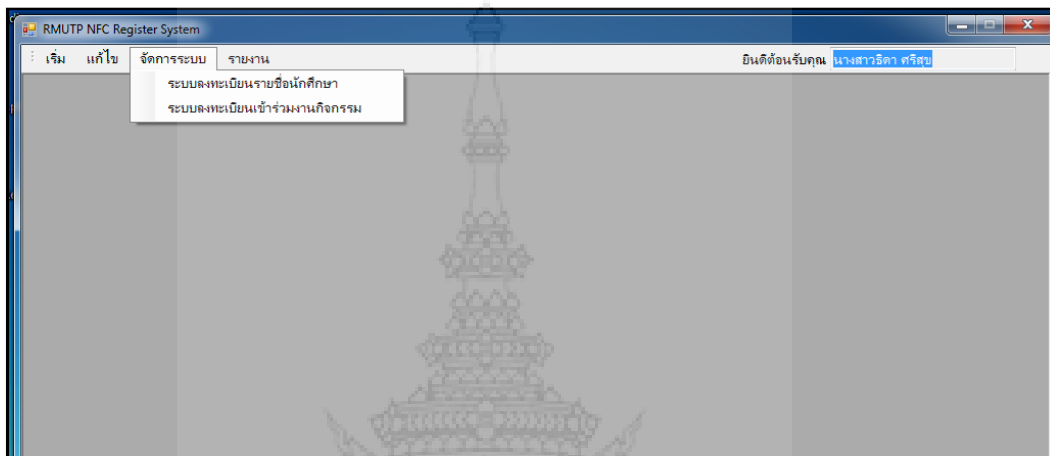 RMUTP NFC Register System
เริ่ม แก้ไข จัดการระบบ รายงาน ยินดีต้อนรับคุณ นางสาวธิดา ศรีสุข
ระบบลงทะเบียนรายชื่อนักศึกษา
ระบบลงทะเบียนเข้าร่วมงานกิจกรรม